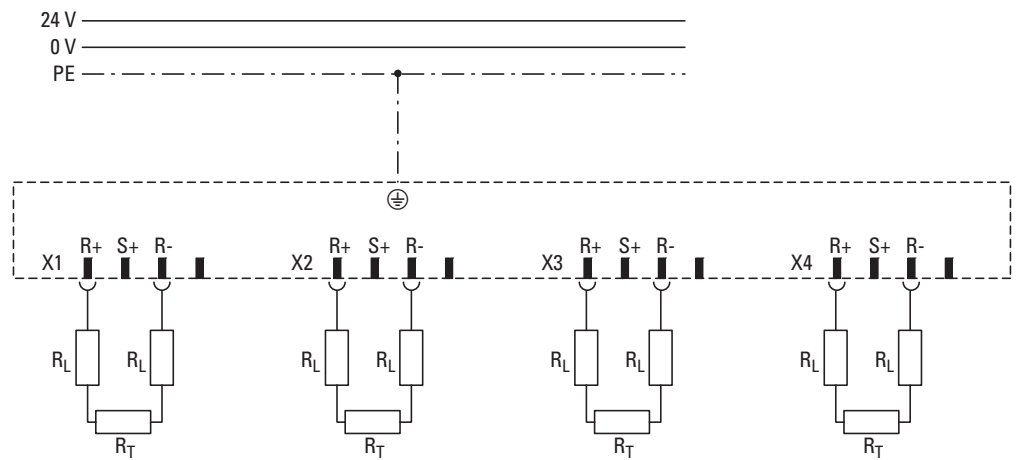 24 V
0 V
PE
X1 R+ S+ R- X2 R+ S+ R- X3 R+ S+ R- X4 R+ S+ R-
RL RL RL RL RL RL RL RL
RT RT RT RT